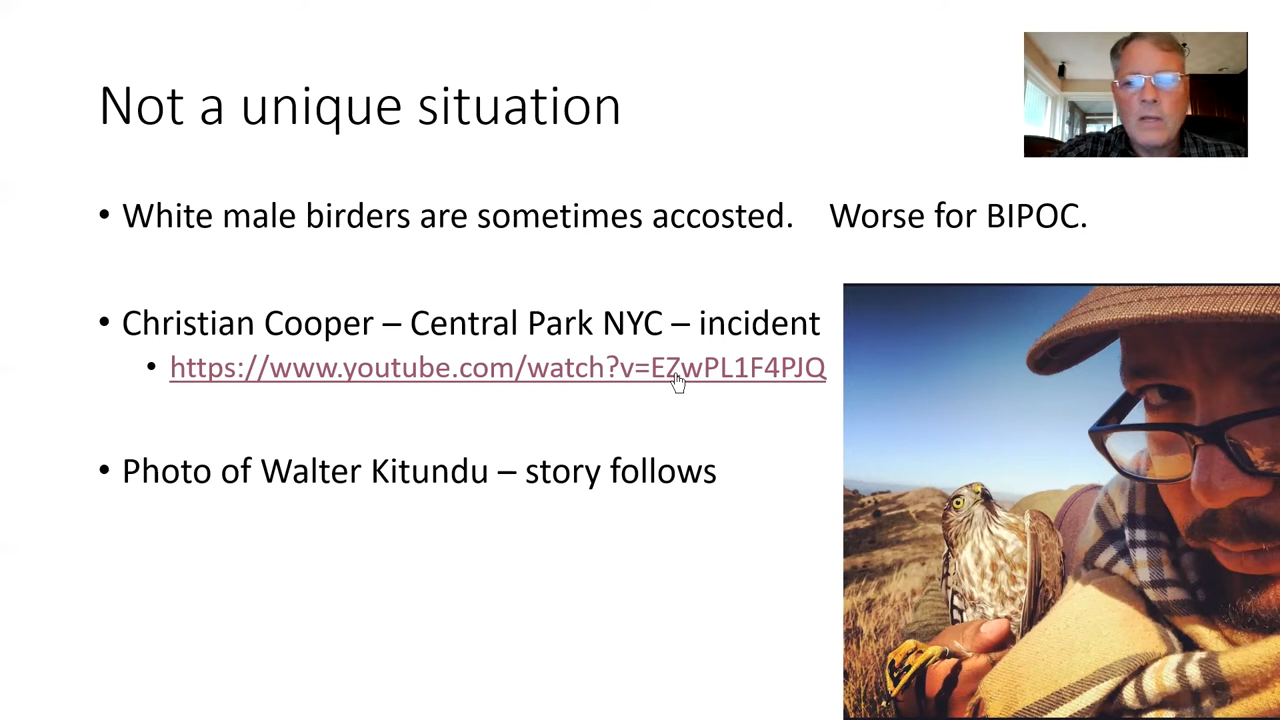 Not a unique situation
• White male birders are sometimes accosted. Worse for BIPOC.
• Christian Cooper – Central Park NYC – incident
• https://www.youtube.com/watch?v=EZwPL1F4PJQ
• Photo of Walter Kitundu – story follows